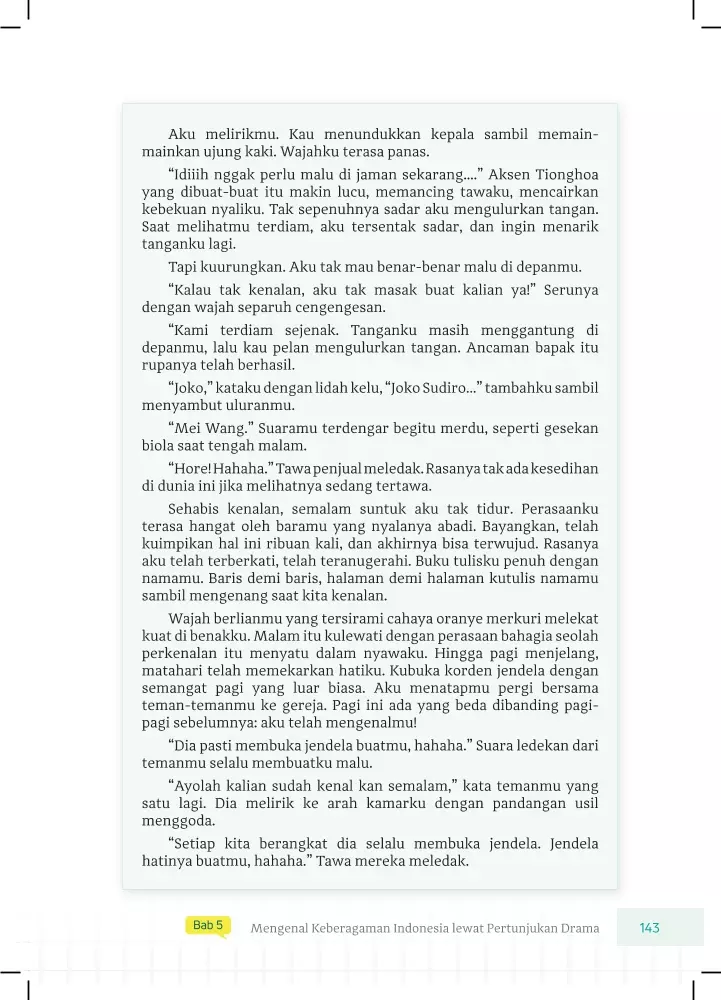 Aku melirikmu. Kau menundukkan kepala sambil memain-
mainkan ujung kaki. Wajahku terasa panas.
“Idiiih nggak perlu malu di jaman sekarang....” Aksen Tionghoa
yang dibuat-buat itu makin lucu, memancing tawaku, mencairkan
kebekuan nyaliku. Tak sepenuhnya sadar aku mengulurkan tangan.
Saat melihatmu terdiam, aku tersentak sadar, dan ingin menarik
tanganku lagi.
Tapi kuurungkan. Aku tak mau benar-benar malu di depanmu.
“Kalau tak kenalan, aku tak masak buat kalian ya!” Serunya
dengan wajah separuh cengengesan.
“Kami terdiam sejenak. Tanganku masih menggantung di
depanmu, lalu kau pelan mengulurkan tangan. Ancaman bapak itu
rupanya telah berhasil.
“Joko,” kataku dengan lidah kelu, “Joko Sudiro...” tambahku sambil
menyambut uluranmu.
“Mei Wang.” Suaramu terdengar begitu merdu, seperti gesekan
biola saat tengah malam.
“Hore! Hahaha.” Tawa penjual meledak. Rasanya tak ada kesedihan
di dunia ini jika melihatnya sedang tertawa.
Sehabis kenalan, semalam suntuk aku tak tidur. Perasaanku
terasa hangat oleh baramu yang nyalanya abadi. Bayangkan, telah
kuimpikan hal ini ribuan kali, dan akhirnya bisa terwujud. Rasanya
aku telah terberkati, telah teranugerahi. Buku tulisku penuh dengan
namamu. Baris demi baris, halaman demi halaman kutulis namamu
sambil mengenang saat kita kenalan.
Wajah berlianmu yang tersirami cahaya oranye merkuri melekat
kuat di benakku. Malam itu kulewati dengan perasaan bahagia seolah
perkenalan itu menyatu dalam nyawaku. Hingga pagi menjelang,
matahari telah memekarkan hatiku. Kubuka korden jendela dengan
semangat pagi yang luar biasa. Aku menatapmu pergi bersama
teman-temanmu ke gereja. Pagi ini ada yang beda dibanding pagi-
pagi sebelumnya: aku telah mengenalmu!
“Dia pasti membuka jendela buatmu, hahaha.” Suara ledekan dari
temanmu selalu membuatku malu.
“Ayolah kalian sudah kenal kan semalam,” kata temanmu yang
satu lagi. Dia melirik ke arah kamarku dengan pandangan usil
menggoda.
“Setiap kita berangkat dia selalu membuka jendela. Jendela
hatinya buatmu, hahaha.” Tawa mereka meledak.
Bab 5 Mengenal Keberagaman Indonesia lewat Pertunjukan Drama 143